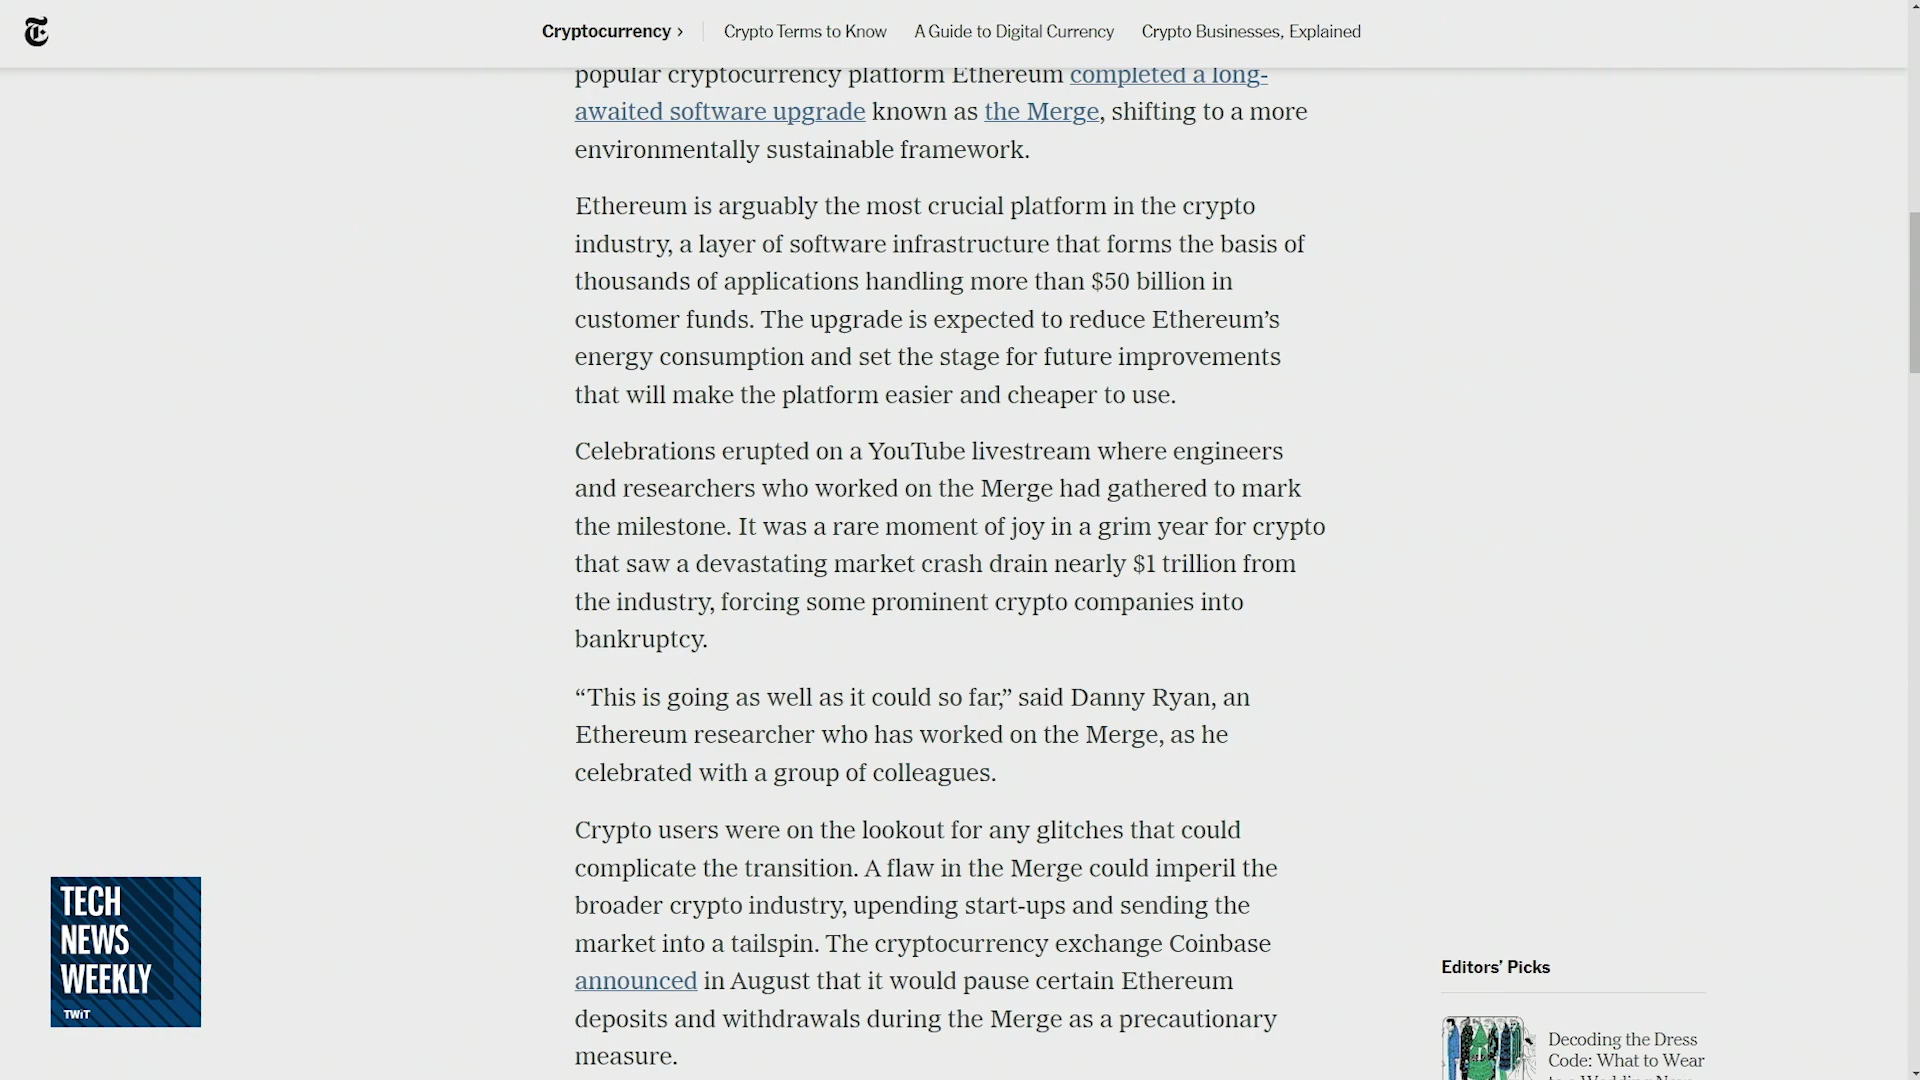 Cryptocurrency ›
Crypto Terms to Know
A Guide to Digital Currency
Crypto Businesses, Explained
popular cryptocurrency platform Ethereum completed a long-
awaited software upgrade known as the Merge, shifting to a more
environmentally sustainable framework.
Ethereum is arguably the most crucial platform in the crypto
industry, a layer of software infrastructure that forms the basis of
thousands of applications handling more than $50 billion in
customer funds. The upgrade is expected to reduce Ethereum’s
energy consumption and set the stage for future improvements
that will make the platform easier and cheaper to use.
Celebrations erupted on a YouTube livestream where engineers
and researchers who worked on the Merge had gathered to mark
the milestone. It was a rare moment of joy in a grim year for crypto
that saw a devastating market crash drain nearly $1 trillion from
the industry, forcing some prominent crypto companies into
bankruptcy.
“This is going as well as it could so far,” said Danny Ryan, an
Ethereum researcher who has worked on the Merge, as he
celebrated with a group of colleagues.
Crypto users were on the lookout for any glitches that could
complicate the transition. A flaw in the Merge could imperil the
broader crypto industry, upending start-ups and sending the
market into a tailspin. The cryptocurrency exchange Coinbase
announced in August that it would pause certain Ethereum
deposits and withdrawals during the Merge as a precautionary
measure.
TECH
NEWS
WEEKLY
TWiT
Editors’ Picks
Decoding the Dress
Code: What to Wear